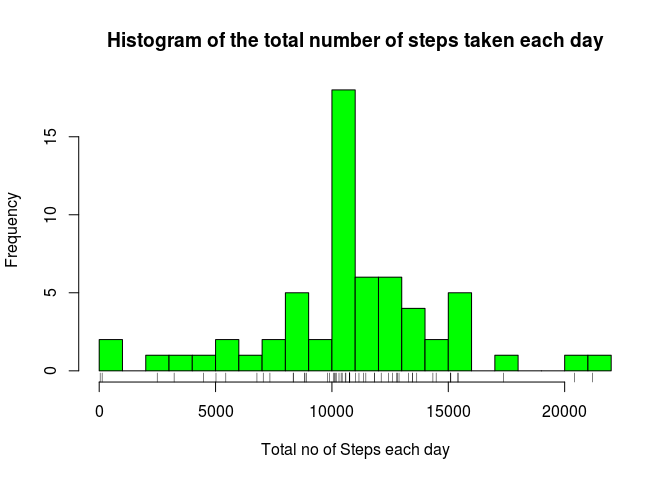 Histogram of the total number of steps taken each day
Frequency
15
10
5
0
0 5000 10000 15000 20000
Total no of Steps each day